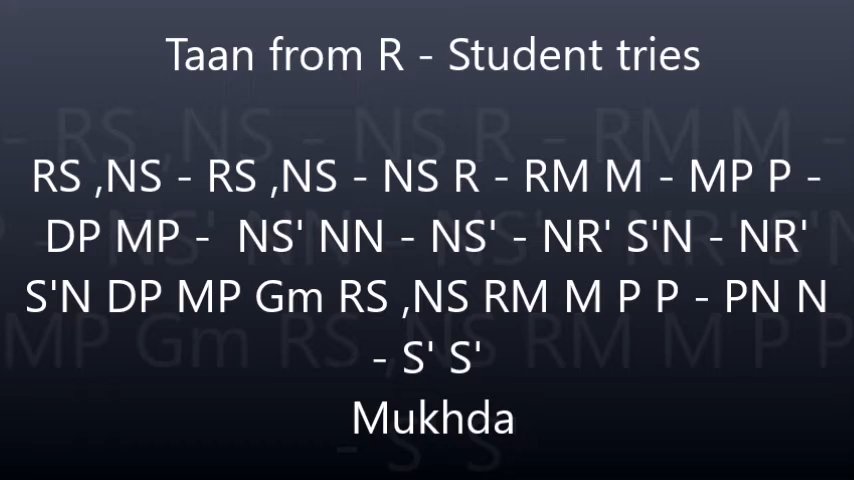 Taan from R - Student tries
RS ,NS - RS ,NS - NS R - RM M - MP P -
DP MP - NS' NN - NS' - NR' S'N - NR'
S'N DP MP Gm RS ,NS RM M P P - PN N
- S' S'
Mukhda